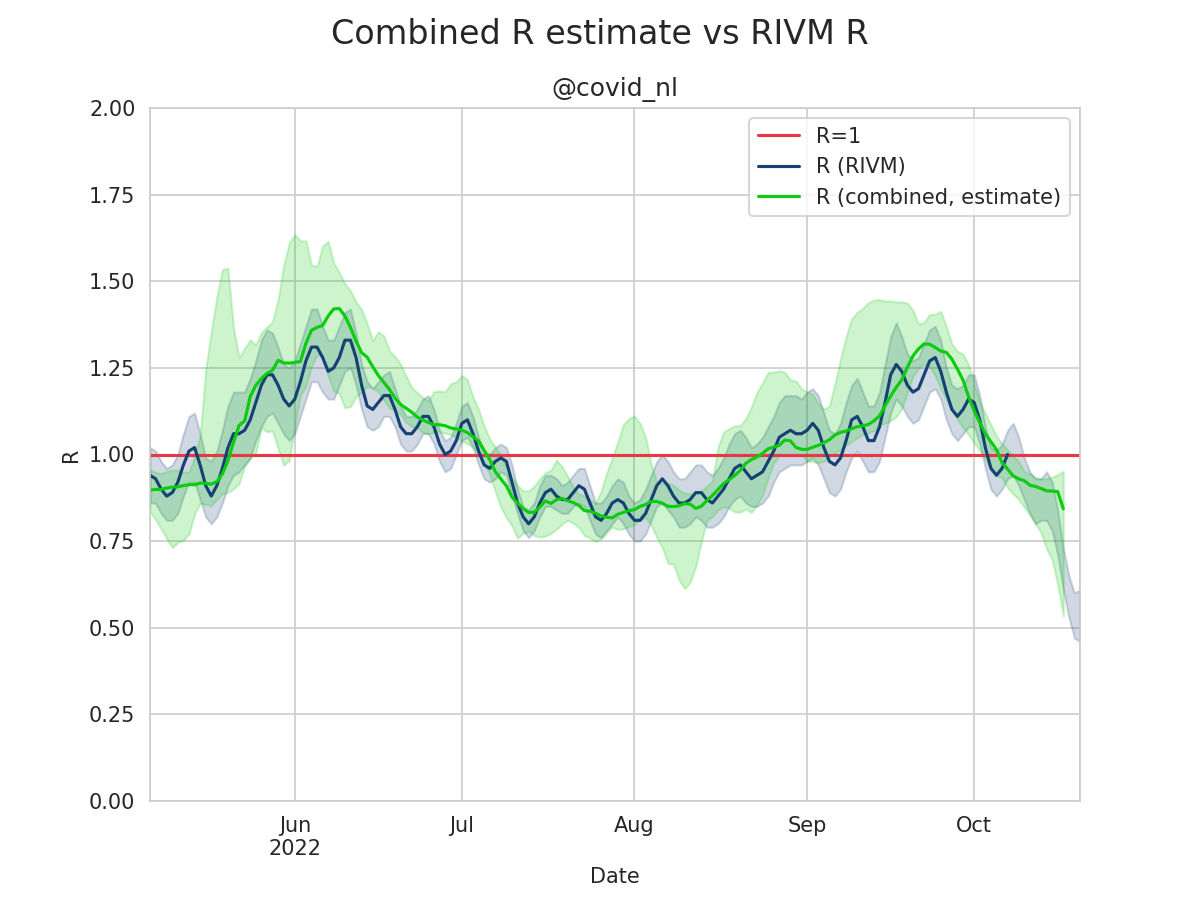 Combined R estimate vs RIVM R
@covid_nl
2.00
1.75
1.50
1.25
1.00
0.75
0.50
0.25
0.00
R
R=1
R (RIVM)
R (combined, estimate)
Jun
2022
Jul
Aug
Sep
Oct
Date